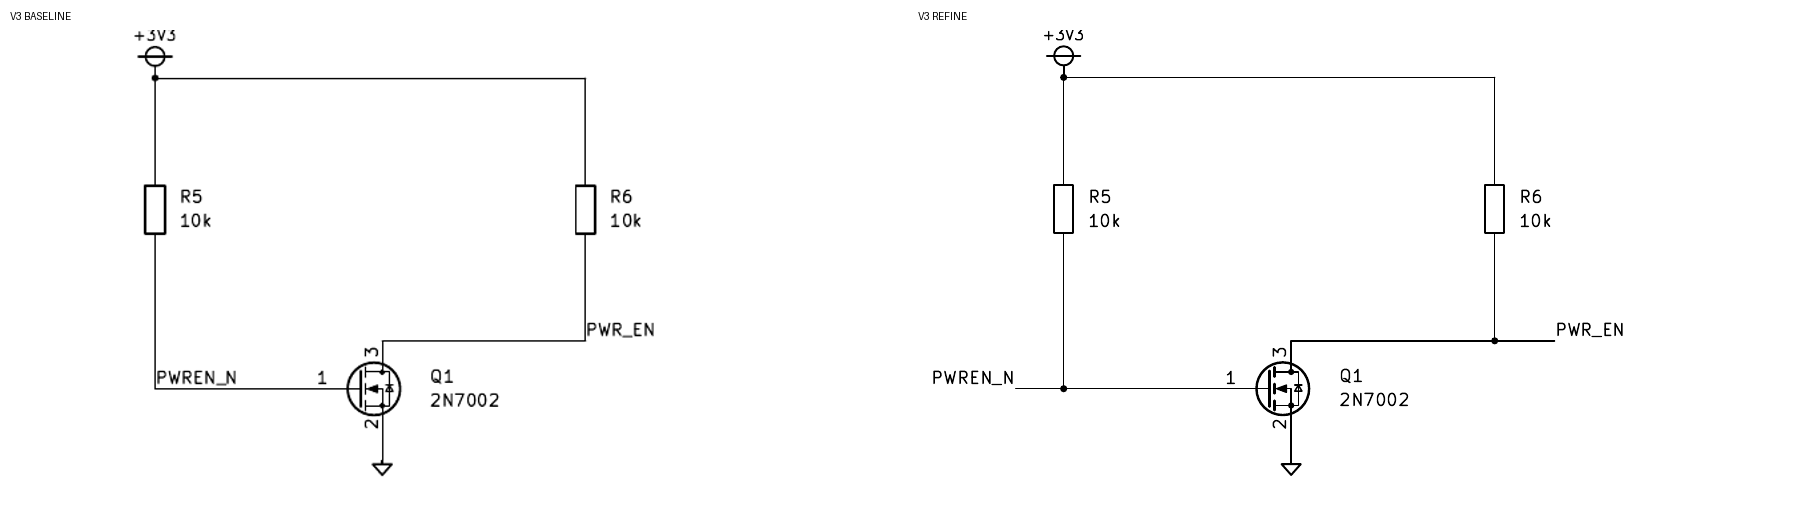 V3 BASELINE
+3V3
R5
10k
R6
10k
PWR_EN
3
PWREN_N
1
Q1
2N7002
2
V3 REFINE
+3V3
R5
10k
R6
10k
PWR_EN
3
PWREN_N
1
Q1
2N7002
2